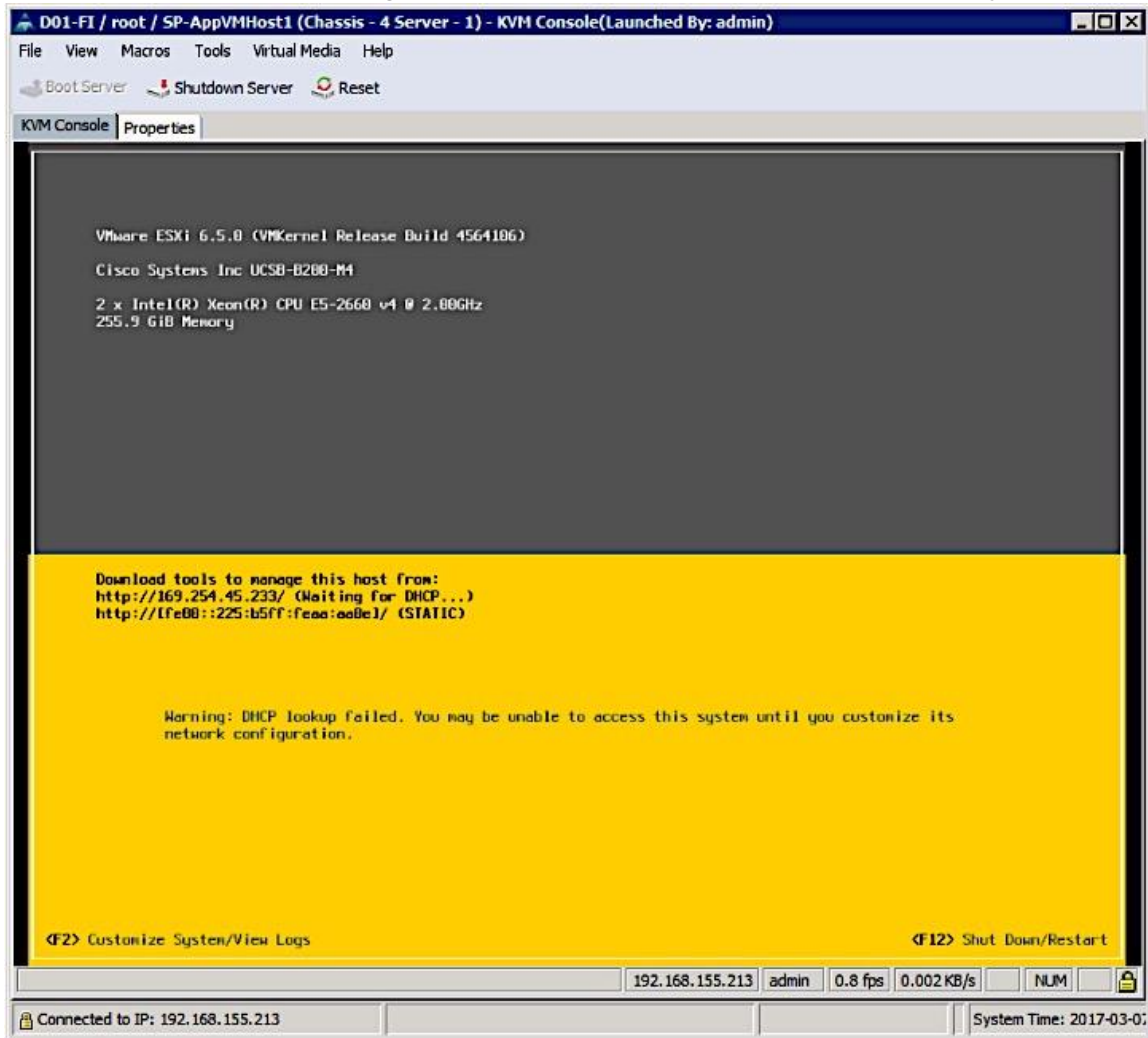 D01-FI / root / SP-AppVMHost1 (Chassis - 4 Server - 1) - KVM Console(Launched By: admin)
File View Macros Tools Virtual Media Help
Boot Server Shutdown Server Reset
KVM Console Properties
VMware ESXi 6.5.0 (VMKernel Release Build 4564106)
Cisco Systems Inc UCSB-B200-M4
2 x Intel(R) Xeon(R) CPU E5-2660 v4 @ 2.00GHz
255.9 GiB Memory
Download tools to manage this host from:
http://169.254.45.233/ (Waiting for DHCP...)
http://[fe80::225:b5ff:feaa:aa0e]/ (STATIC)
Warning: DHCP lookup failed. You may be unable to access this system until you customize its
network configuration.
<F2> Customize System/View Logs <F12> Shut Down/Restart
192.168.155.213 admin 0.8 fps 0.002 KB/s NUM
Connected to IP: 192.168.155.213 System Time: 2017-03-07